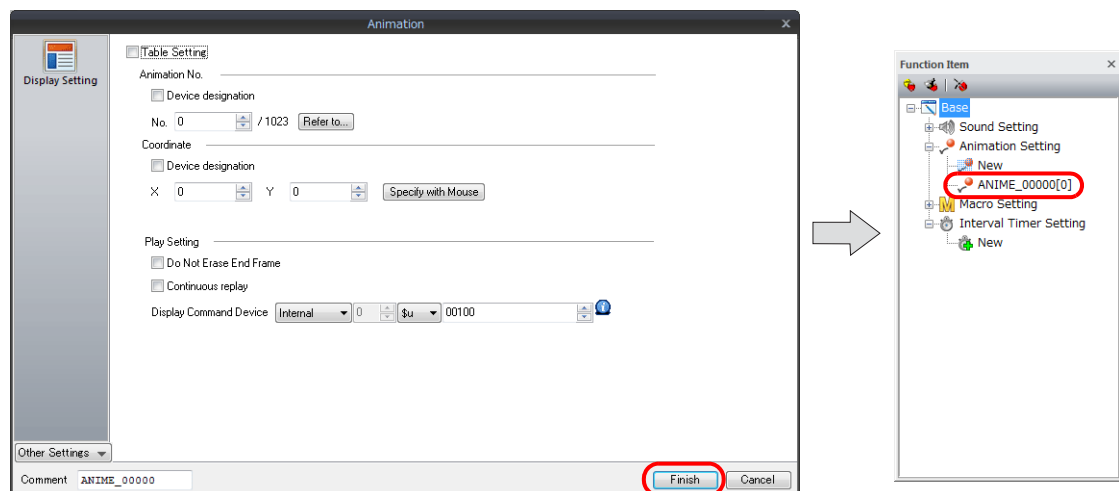 Animation
Display Setting
Table Setting
Animation No.
Device designation
No. 0 / 1023 Refer to...
Coordinate
Device designation
X 0 Y 0 Specify with Mouse
Play Setting
Do Not Erase End Frame
Continuous replay
Display Command Device Internal 0 $u 00100
Other Settings
Comment ANIME_00000 Finish Cancel
Function Item
Base
Sound Setting
Animation Setting
New
ANIME_00000[0]
Macro Setting
Interval Timer Setting
New